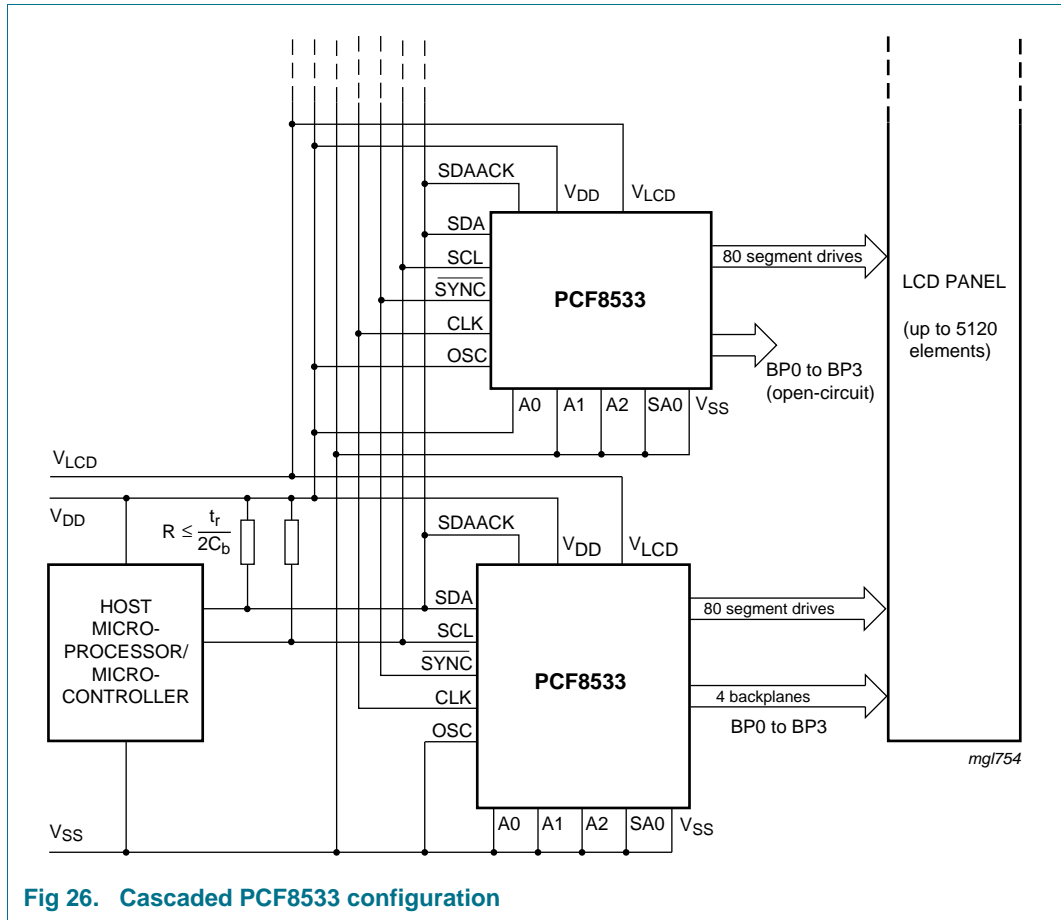 SDAACK
VDD
VLCD
SDA
SCL
SYNC
CLK
OSC
PCF8533
80 segment drives
BP0 to BP3
(open-circuit)
A0 A1 A2 SA0 VSS
LCD PANEL
(up to 5120
elements)
VLCD
VDD
R ≤ tr
2Cb
HOST
MICRO-
PROCESSOR/
MICRO-
CONTROLLER
SDAACK
VDD
VLCD
SDA
SCL
SYNC
CLK
OSC
PCF8533
80 segment drives
4 backplanes
BP0 to BP3
A0 A1 A2 SA0 VSS
VSS
mgl754
Fig 26. Cascaded PCF8533 configuration